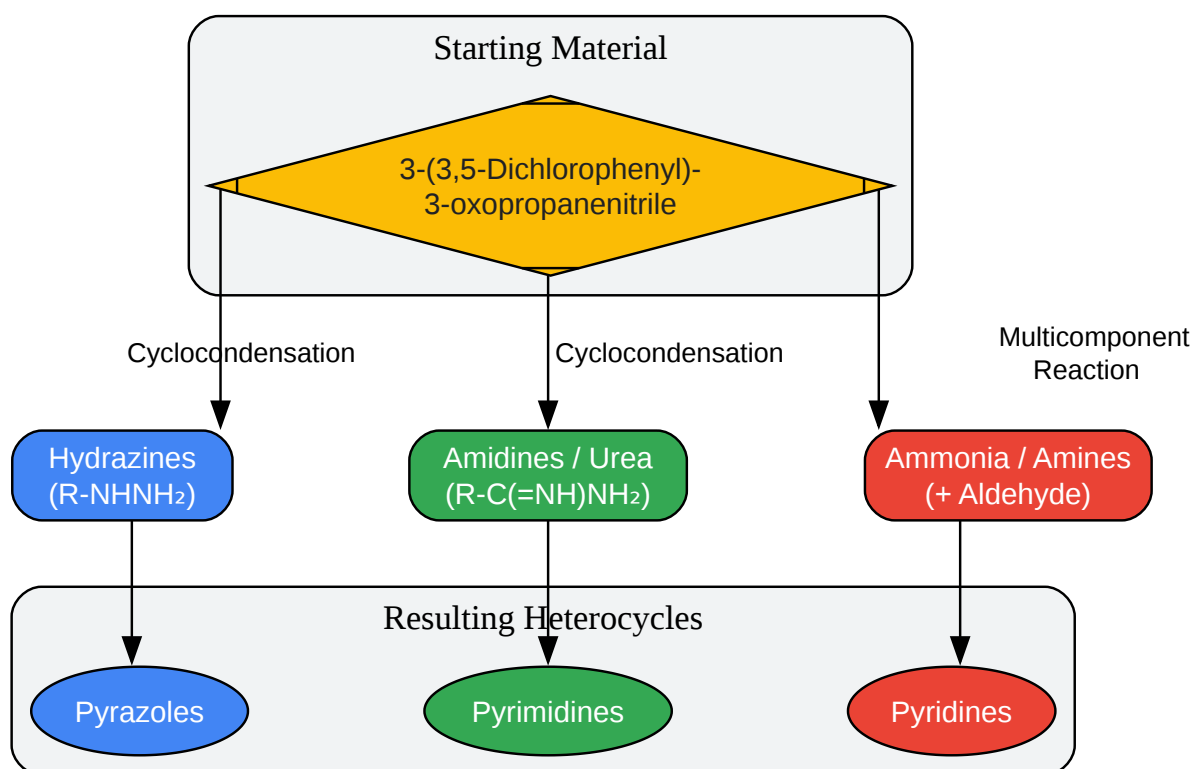 Starting Material
3-(3,5-Dichlorophenyl)-
3-oxopropanenitrile
Cyclocondensation
Cyclocondensation
Multicomponent
Reaction
Hydrazines
(R-NHNH₂)
Amidines / Urea
(R-C(=NH)NH₂)
Ammonia / Amines
(+ Aldehyde)
Resulting Heterocycles
Pyrazoles
Pyrimidines
Pyridines